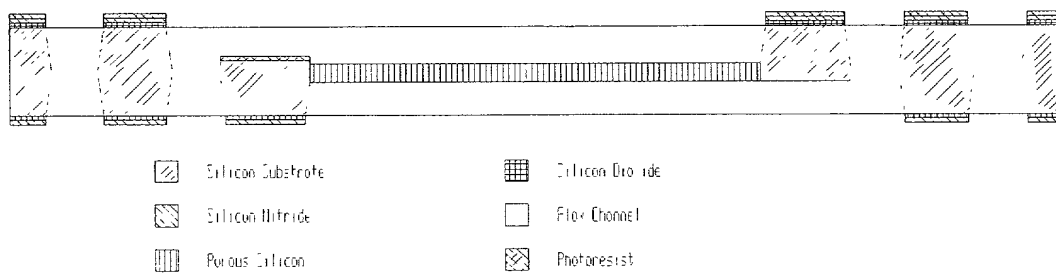 Silicon Substrate
Silicon Dioxide
Silicon Nitride
Flow Channel
Porous Silicon
Photoresist